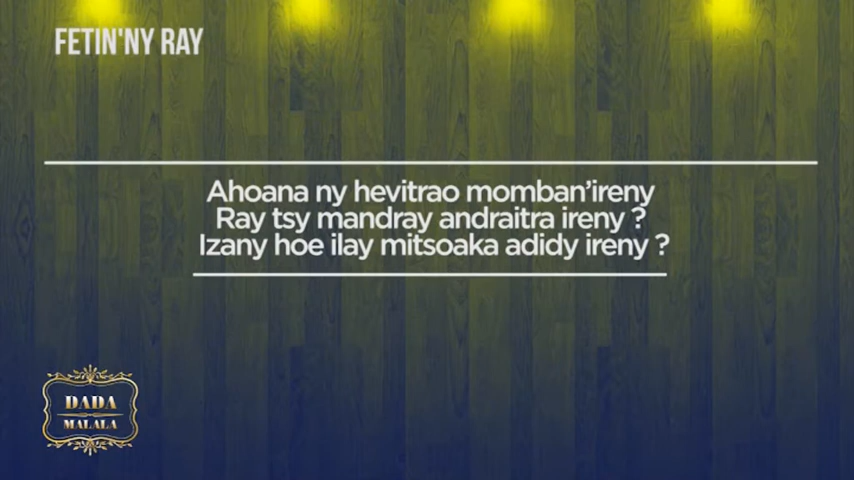 FETIN'NY RAY
Ahoana ny hevitrao momban’ireny
Ray tsy mandray andraitra ireny ?
Izany hoe ilay mitsoaka adidy ireny ?
DADA
MALALA